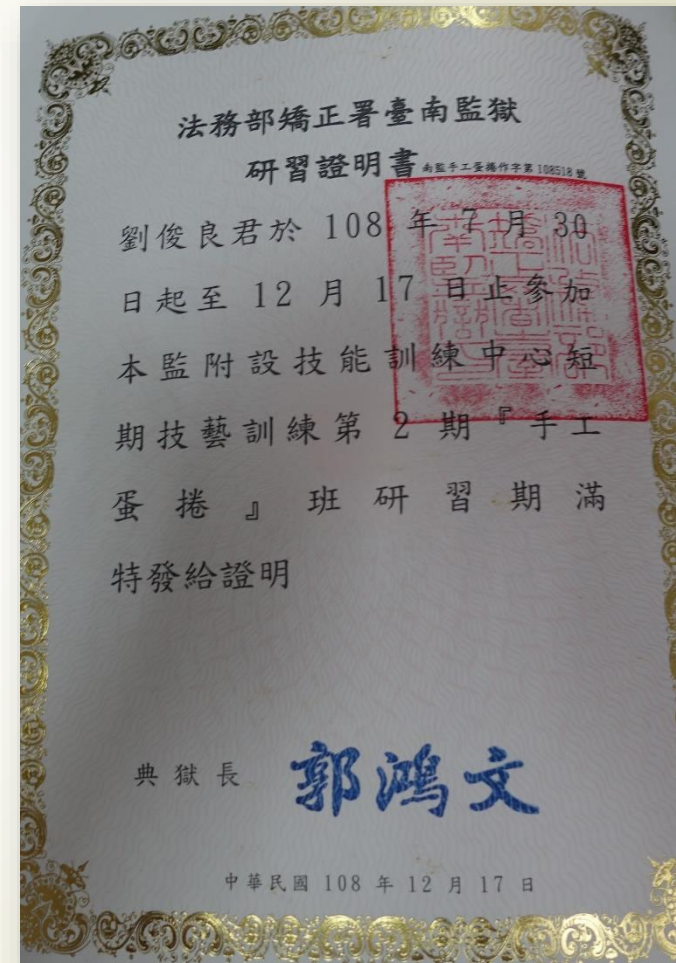 法務部矯正署臺南監獄
研習證明書 南監手工蛋捲作字第108518號
劉俊良君於 108 年 7 月 30
日起至 12 月 17 日止參加
本監附設技能訓練中心短
期技藝訓練第 2 期『手工
蛋捲』班研習期滿
特發給證明
典獄長 郭鴻文
中華民國 108 年 12 月 17 日